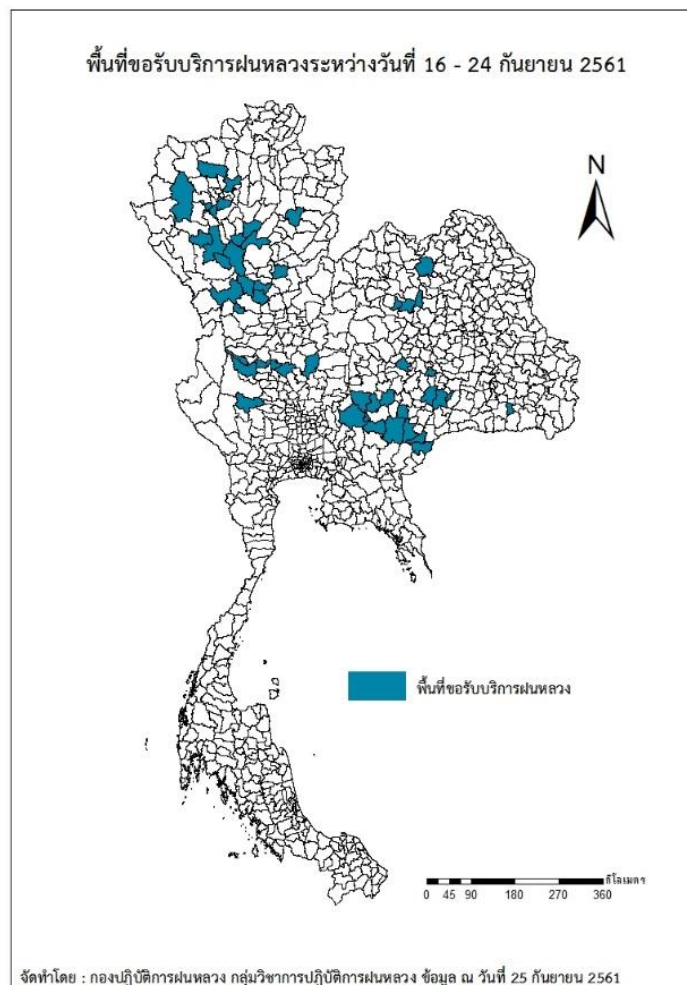 พื้นที่ขอรับบริการฝนหลวงระหว่างวันที่ 16 - 24 กันยายน 2561
N
พื้นที่ขอรับบริการฝนหลวง
กิโลเมตร
0 45 90 180 270 360
จัดทำโดย : กองปฏิบัติการฝนหลวง กลุ่มวิชาการปฏิบัติการฝนหลวง ข้อมูล ณ วันที่ 25 กันยายน 2561